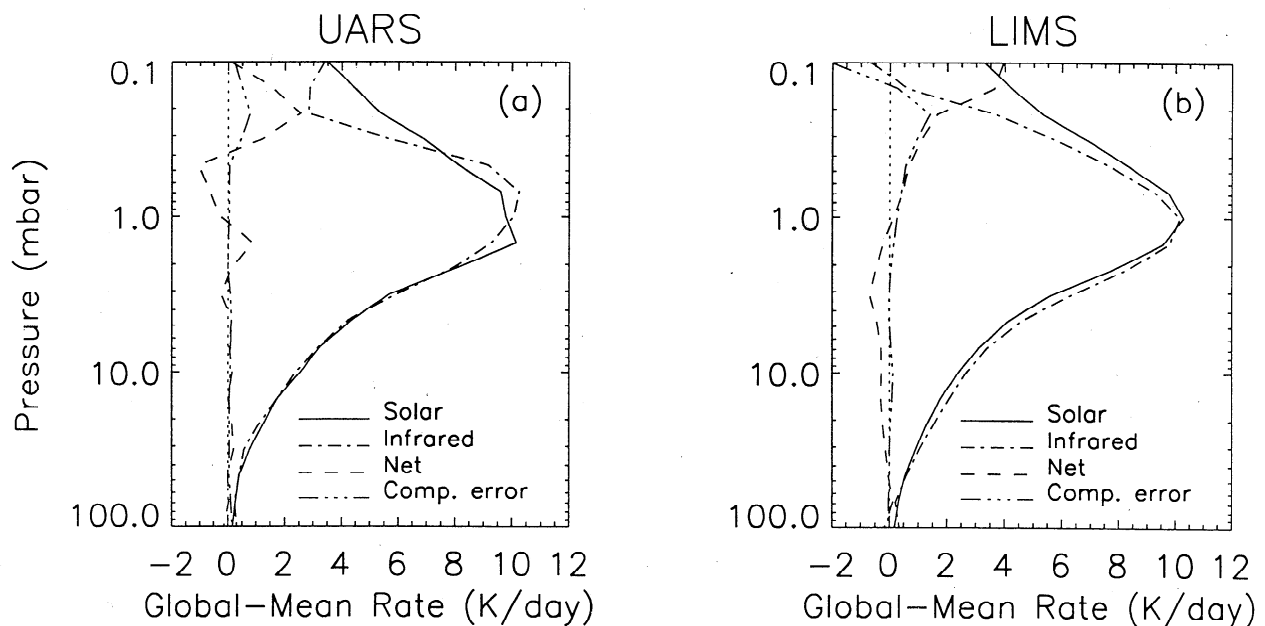 UARS
(a)
0.1
1.0
10.0
100.0
Pressure (mbar)
Solar
Infrared
Net
Comp. error
-2 0 2 4 6 8 10 12
Global-Mean Rate (K/day)
LIMS
(b)
0.1
1.0
10.0
100.0
Solar
Infrared
Net
Comp. error
-2 0 2 4 6 8 10 12
Global-Mean Rate (K/day)